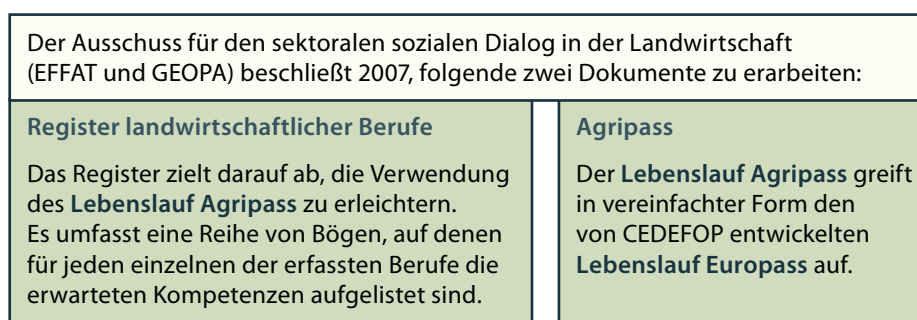 Der Ausschuss für den sektoralen sozialen Dialog in der Landwirtschaft
(EFFAT und GEOPA) beschließt 2007, folgende zwei Dokumente zu erarbeiten:
Register landwirtschaftlicher Berufe
Das Register zielt darauf ab, die Verwendung
des Lebenslauf Agripass zu erleichtern.
Es umfasst eine Reihe von Bögen, auf denen
für jeden einzelnen der erfassten Berufe die
erwarteten Kompetenzen aufgelistet sind.
Agripass
Der Lebenslauf Agripass greift
in vereinfachter Form den
von CEDEFOP entwickelten
Lebenslauf Europass auf.